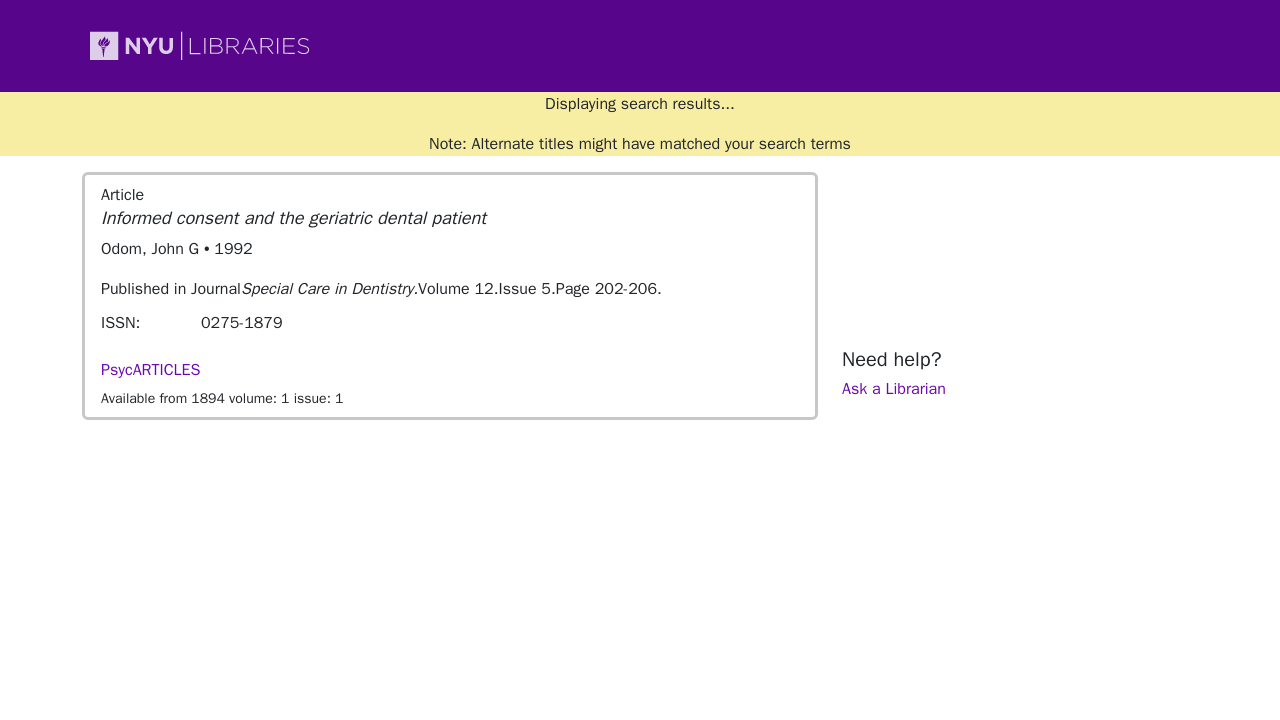 NYU LIBRARIES
Displaying search results...
Note: Alternate titles might have matched your search terms
Article
Informed consent and the geriatric dental patient
Odom, John G • 1992
Published in JournalSpecial Care in Dentistry.Volume 12.Issue 5.Page 202-206.
ISSN: 0275-1879
PsycARTICLES
Available from 1894 volume: 1 issue: 1
Need help?
Ask a Librarian